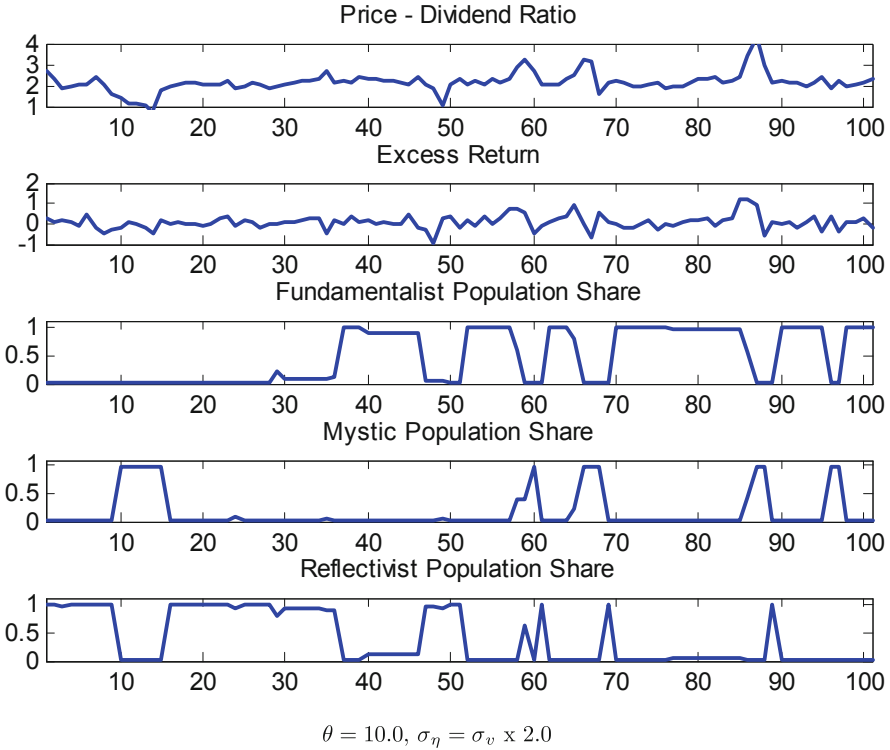 Price - Dividend Ratio
4
3
2
1
10 20 30 40 50 60 70 80 90 100
Excess Return
2
1
0
-1
10 20 30 40 50 60 70 80 90 100
Fundamentalist Population Share
1
0.5
0
10 20 30 40 50 60 70 80 90 100
Mystic Population Share
1
0.5
0
10 20 30 40 50 60 70 80 90 100
Reflectivist Population Share
1
0.5
0
10 20 30 40 50 60 70 80 90 100
θ = 10.0, σ_η = σ_v x 2.0